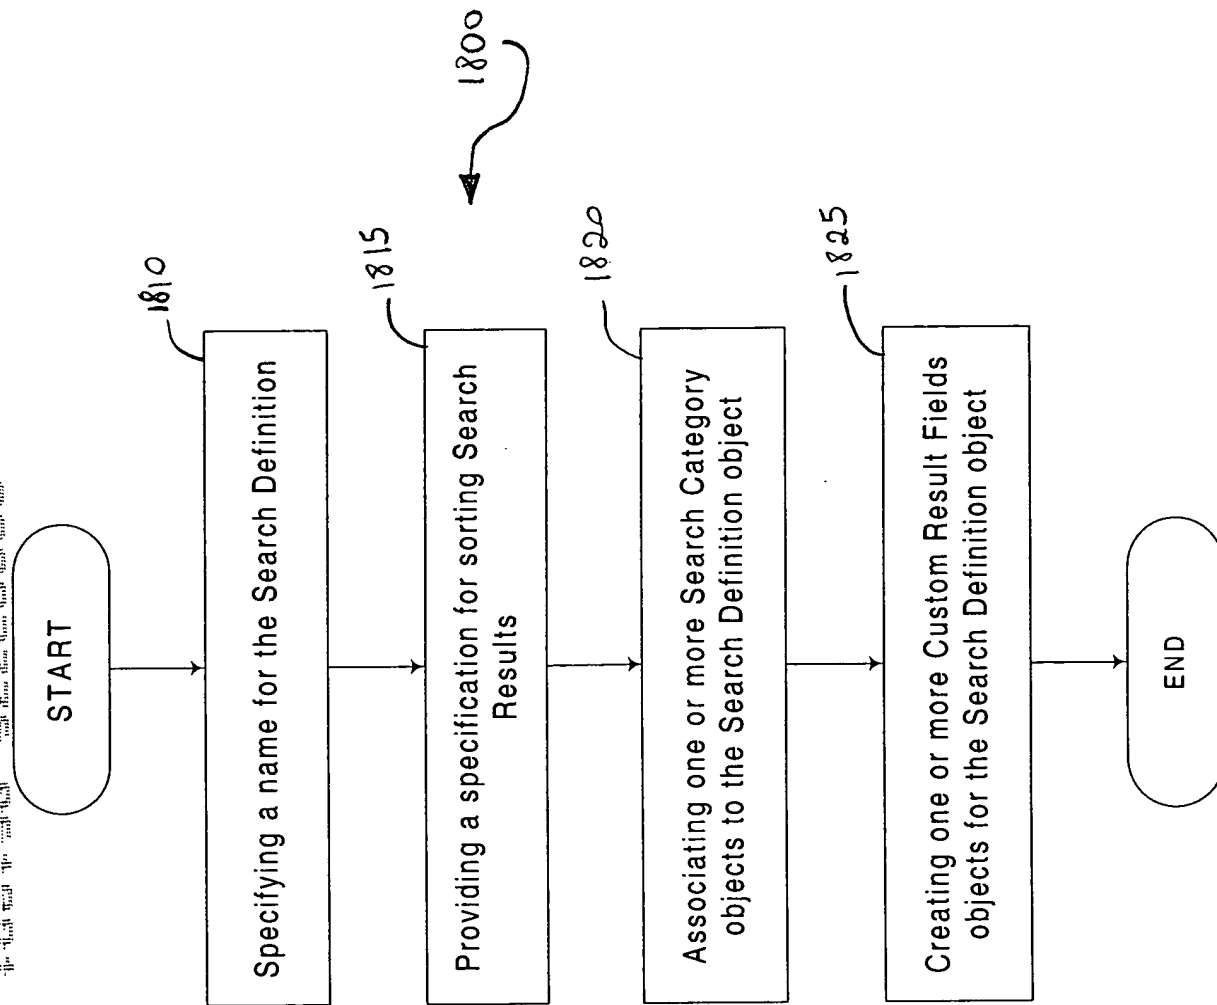 START
1810
Specifying a name for the Search Definition
1815
Providing a specification for sorting Search
Results
1800
1820
Associating one or more Search Category
objects to the Search Definition object
1825
Creating one or more Custom Result Fields
objects for the Search Definition object
END